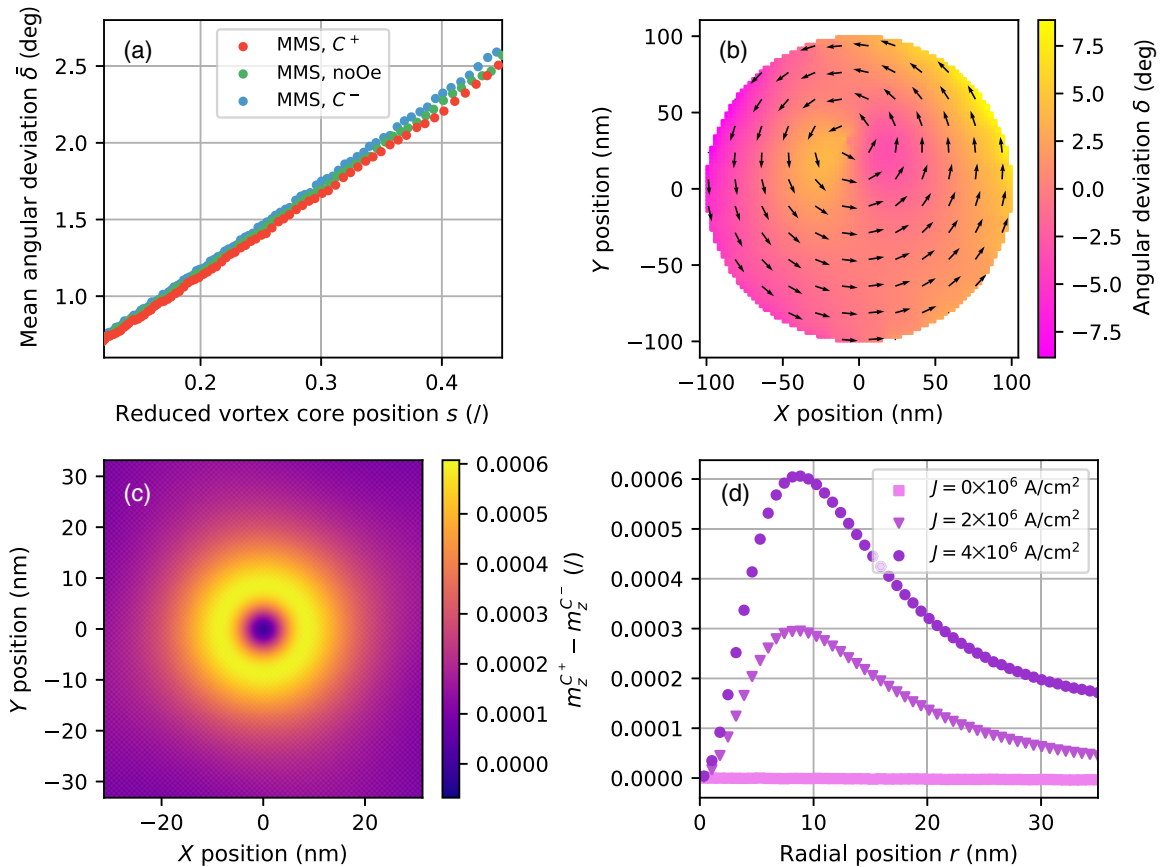 (a)
MMS, C⁺
MMS, noOe
MMS, C⁻
2.5
2.0
1.5
1.0
0.2
0.3
0.4
Mean angular deviation δ̄ (deg)
Reduced vortex core position s (/)
(b)
100
50
0
−50
−100
−100
−50
0
50
100
Y position (nm)
X position (nm)
7.5
5.0
2.5
0.0
−2.5
−5.0
−7.5
Angular deviation δ (deg)
(c)
30
20
10
0
−10
−20
−30
−20
0
20
Y position (nm)
X position (nm)
0.0006
0.0005
0.0004
0.0003
0.0002
0.0001
0.0000
m_z^{C⁺} − m_z^{C⁻} (/)
(d)
J = 0×10⁶ A/cm²
J = 2×10⁶ A/cm²
J = 4×10⁶ A/cm²
0.0006
0.0005
0.0004
0.0003
0.0002
0.0001
0.0000
0
10
20
30
Radial position r (nm)